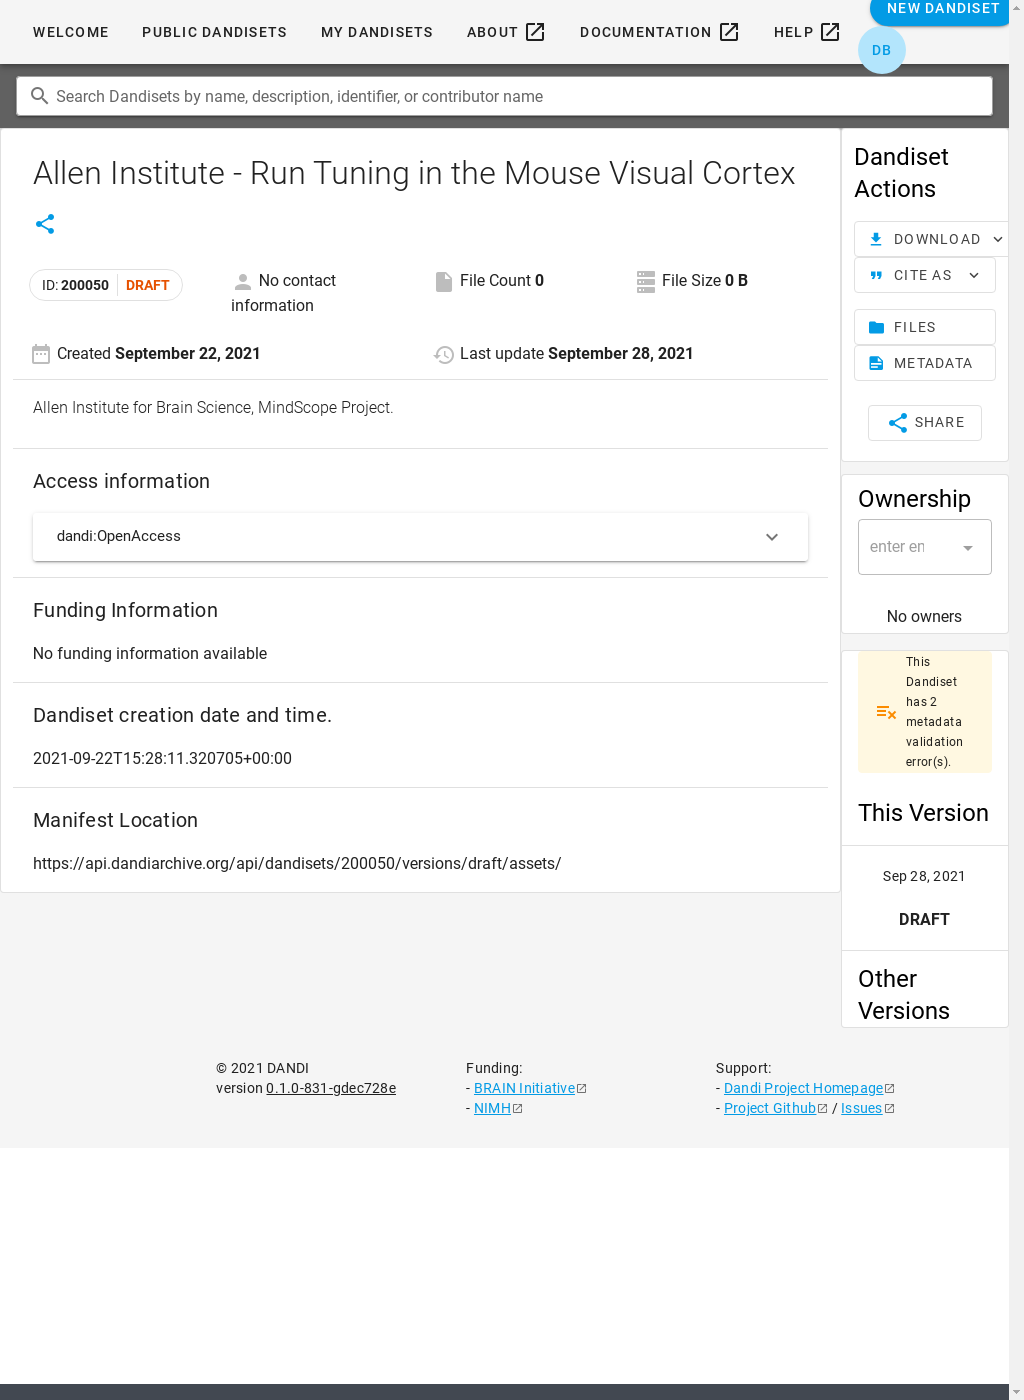 WELCOME PUBLIC DANDISETS MY DANDISETS ABOUT DOCUMENTATION HELP NEW DANDISET
DB
Search Dandisets by name, description, identifier, or contributor name
Allen Institute - Run Tuning in the Mouse Visual Cortex
ID: 200050 DRAFT
No contact
information
File Count 0
File Size 0 B
Created September 22, 2021
Last update September 28, 2021
Allen Institute for Brain Science, MindScope Project.
Access information
dandi:OpenAccess
Funding Information
No funding information available
Dandiset creation date and time.
2021-09-22T15:28:11.320705+00:00
Manifest Location
https://api.dandiarchive.org/api/dandisets/200050/versions/draft/assets/
Dandiset
Actions
DOWNLOAD
CITE AS
FILES
METADATA
SHARE
Ownership
enter en
No owners
This
Dandiset
has 2
metadata
validation
error(s).
This Version
Sep 28, 2021
DRAFT
Other
Versions
© 2021 DANDI
version 0.1.0-831-gdec728e
Funding:
- BRAIN Initiative
- NIMH
Support:
- Dandi Project Homepage
- Project Github / Issues